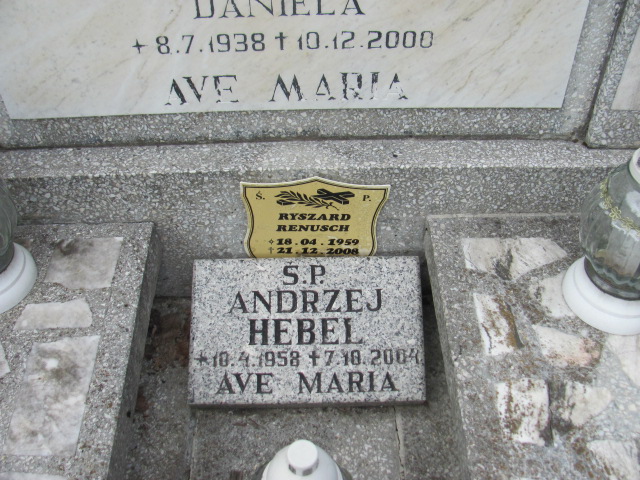 DANIELA
*8.7.1938 †10.12.2000
AVE MARIA
Ś. P.
RYSZARD
RENUSCH
*18.04.1959
†21.12.2008
Ś.P.
ANDRZEJ
HEBEL
*10.4.1958 †7.10.2004
AVE MARIA